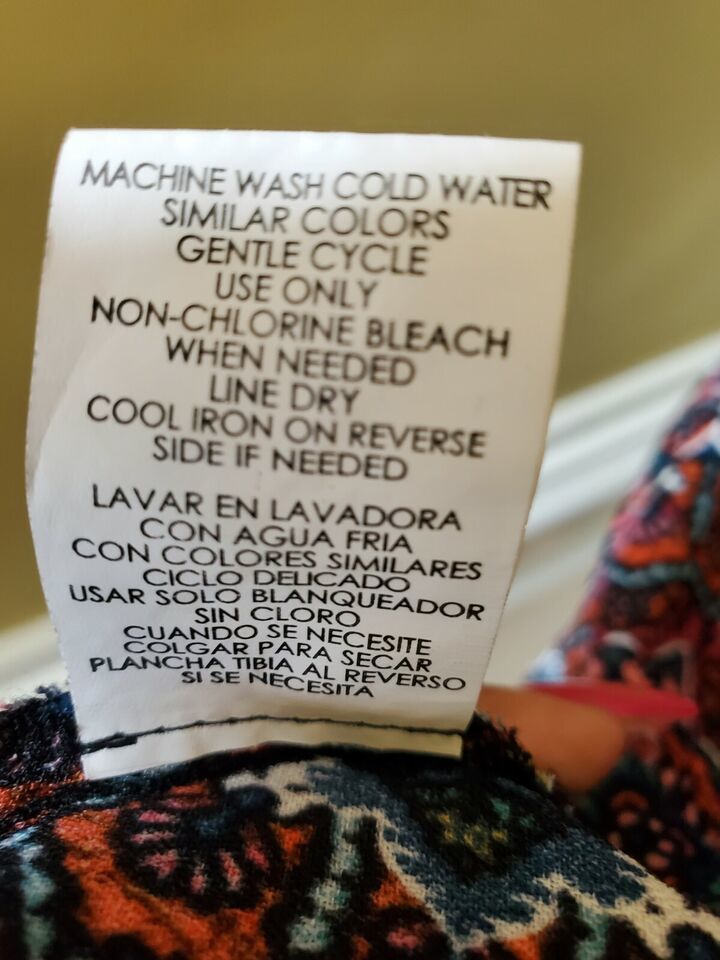 MACHINE WASH COLD WATER
SIMILAR COLORS
GENTLE CYCLE
USE ONLY
NON-CHLORINE BLEACH
WHEN NEEDED
LINE DRY
COOL IRON ON REVERSE
SIDE IF NEEDED
LAVAR EN LAVADORA
CON AGUA FRIA
CON COLORES SIMILARES
CICLO DELICADO
USAR SOLO BLANQUEADOR
SIN CLORO
CUANDO SE NECESITE
COLGAR PARA SECAR
PLANCHA TIBIA AL REVERSO
SI SE NECESITA